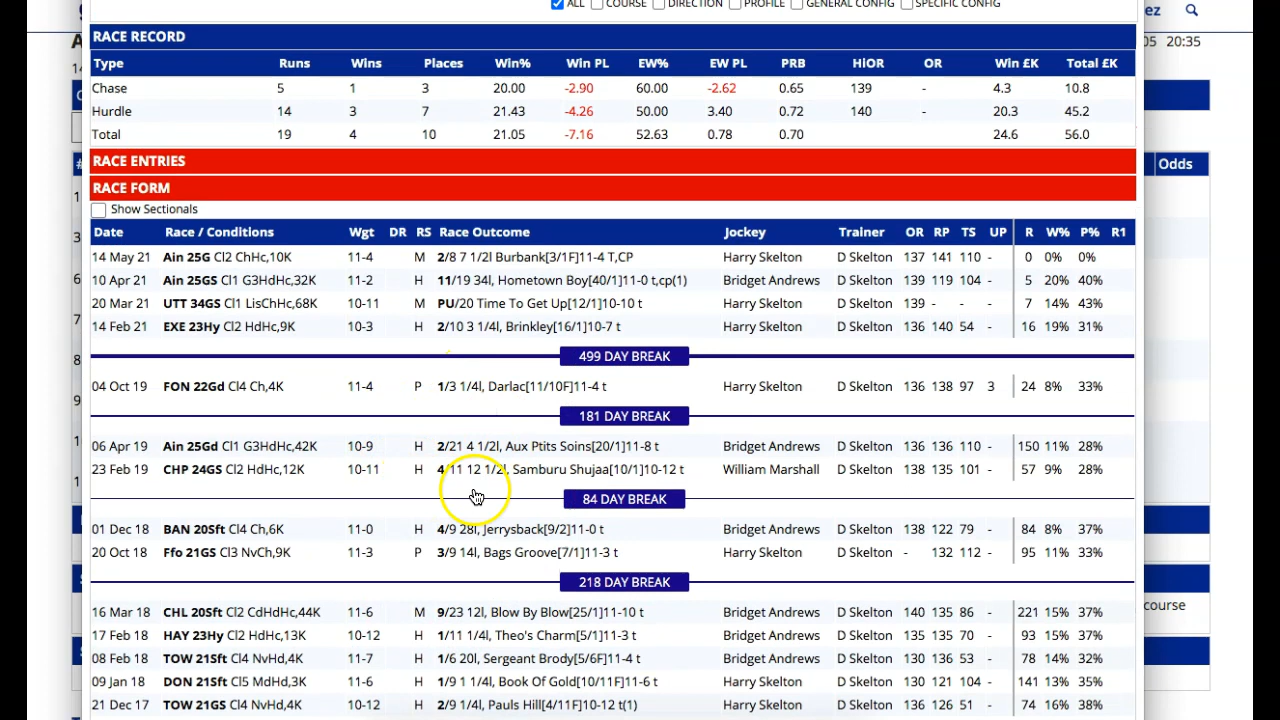 ALL COURSE DIRECTION PROFILE GENERAL CONFIG SPECIFIC CONFIG
ez
05 20:35
RACE RECORD
Type Runs Wins Places Win% Win PL EW% EW PL PRB HiOR OR Win £K Total £K
Chase 5 1 3 20.00 -2.90 60.00 -2.62 0.65 139 - 4.3 10.8
Hurdle 14 3 7 21.43 -4.26 50.00 3.40 0.72 140 - 20.3 45.2
Total 19 4 10 21.05 -7.16 52.63 0.78 0.70 24.6 56.0
RACE ENTRIES
Odds
RACE FORM
Show Sectionals
Date Race / Conditions Wgt DR RS Race Outcome Jockey Trainer OR RP TS UP R W% P% R1
14 May 21 Ain 25G Cl2 ChHc,10K 11-4 M 2/8 7 1/2l Burbank[3/1F]11-4 T,CP Harry Skelton D Skelton 137 141 110 - 0 0% 0%
10 Apr 21 Ain 25GS Cl1 G3HdHc,32K 11-2 H 11/19 34l, Hometown Boy[40/1]11-0 t,cp(1) Bridget Andrews D Skelton 139 119 104 - 5 20% 40%
20 Mar 21 UTT 34GS Cl1 LisChHc,68K 10-11 M PU/20 Time To Get Up[12/1]10-10 t Harry Skelton D Skelton 139 - - - 7 14% 43%
14 Feb 21 EXE 23Hy Cl2 HdHc,9K 10-3 H 2/10 3 1/4l, Brinkley[16/1]10-7 t Harry Skelton D Skelton 136 140 54 - 16 19% 31%
499 DAY BREAK
04 Oct 19 FON 22Gd Cl4 Ch,4K 11-4 P 1/3 1/4l, Darlac[11/10F]11-4 t Harry Skelton D Skelton 136 138 97 3 24 8% 33%
181 DAY BREAK
06 Apr 19 Ain 25Gd Cl1 G3HdHc,42K 10-9 H 2/21 4 1/2l, Aux Ptits Soins[20/1]11-8 t Bridget Andrews D Skelton 136 136 110 - 150 11% 28%
23 Feb 19 CHP 24GS Cl2 HdHc,12K 10-11 H 4/11 12 1/2l, Samburu Shujaa[10/1]10-12 t William Marshall D Skelton 138 135 101 - 57 9% 28%
84 DAY BREAK
01 Dec 18 BAN 20Sft Cl4 Ch,6K 11-0 H 4/9 28l, Jerrysback[9/2]11-0 t Bridget Andrews D Skelton 138 122 79 - 84 8% 37%
20 Oct 18 Ffo 21GS Cl3 NvCh,9K 11-3 P 3/9 14l, Bags Groove[7/1]11-3 t Harry Skelton D Skelton - 132 112 - 95 11% 33%
218 DAY BREAK
16 Mar 18 CHL 20Sft Cl2 CdHdHc,44K 11-6 M 9/23 12l, Blow By Blow[25/1]11-10 t Bridget Andrews D Skelton 140 135 86 - 221 15% 37%
course
17 Feb 18 HAY 23Hy Cl2 HdHc,13K 10-12 H 1/11 1/4l, Theo's Charm[5/1]11-3 t Bridget Andrews D Skelton 135 135 70 - 93 15% 37%
08 Feb 18 TOW 21Sft Cl4 NvHd,4K 11-7 H 1/6 20l, Sergeant Brody[5/6F]11-4 t Bridget Andrews D Skelton 130 136 53 - 78 14% 32%
09 Jan 18 DON 21Sft Cl5 MdHd,3K 11-6 H 1/9 1 1/4l, Book Of Gold[10/11F]11-6 t Harry Skelton D Skelton 130 121 104 - 141 13% 35%
21 Dec 17 TOW 21GS Cl4 NvHd,4K 10-12 H 2/9 1/4l, Pauls Hill[4/11F]10-12 t(1) Harry Skelton D Skelton 136 126 51 - 74 16% 38%